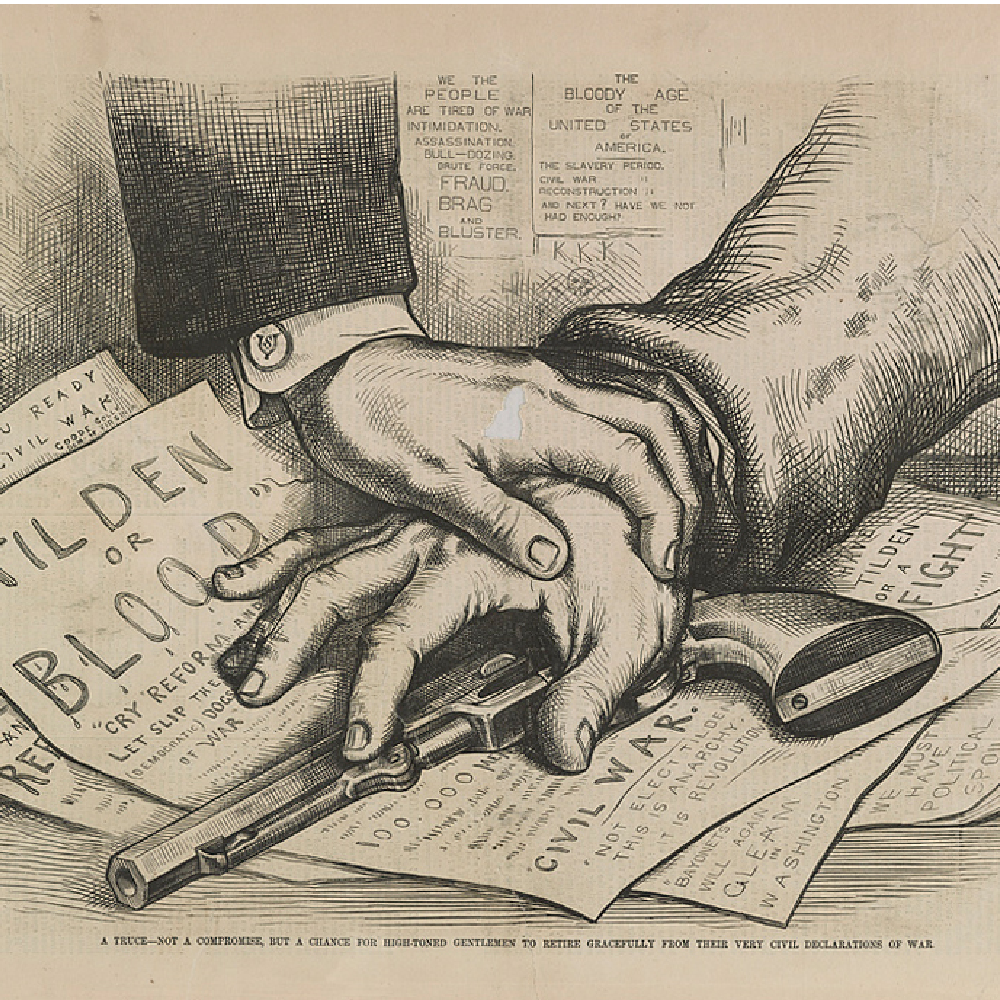 WE THE
PEOPLE
ARE TIRED OF WAR
INTIMIDATION.
ASSASSINATION.
BULL-DOZING.
BRUTE FORCE.
FRAUD.
BRAG
AND
BLUSTER.
THE
BLOODY AGE
OF THE
UNITED STATES
OF
AMERICA.
THE SLAVERY PERIOD.
CIVIL WAR "
RECONSTRUCTION "
AND NEXT? HAVE WE NOT
HAD ENOUGH?
K.K.K.
READY
CIVIL WAR
TILDEN
OR
BLOOD
"CRY 'REFORM' AND
LET SLIP THE
(DEMOCRATIC) DOGS
OF WAR
REF
TILDEN
OR A
FIGHT
100 000
"CIVIL WAR."
"NOT ELECT
THIS IS ANAPOLDE
IT IS REVOLUTION
"BAYONETS
WILL AGAIN
GLEAM
IN
WASHINGTON
WE MUST
HAVE
POLITICAL
SPOIL
A TRUCE—NOT A COMPROMISE, BUT A CHANCE FOR HIGH-TONED GENTLEMEN TO RETIRE GRACEFULLY FROM THEIR VERY CIVIL DECLARATIONS OF WAR.